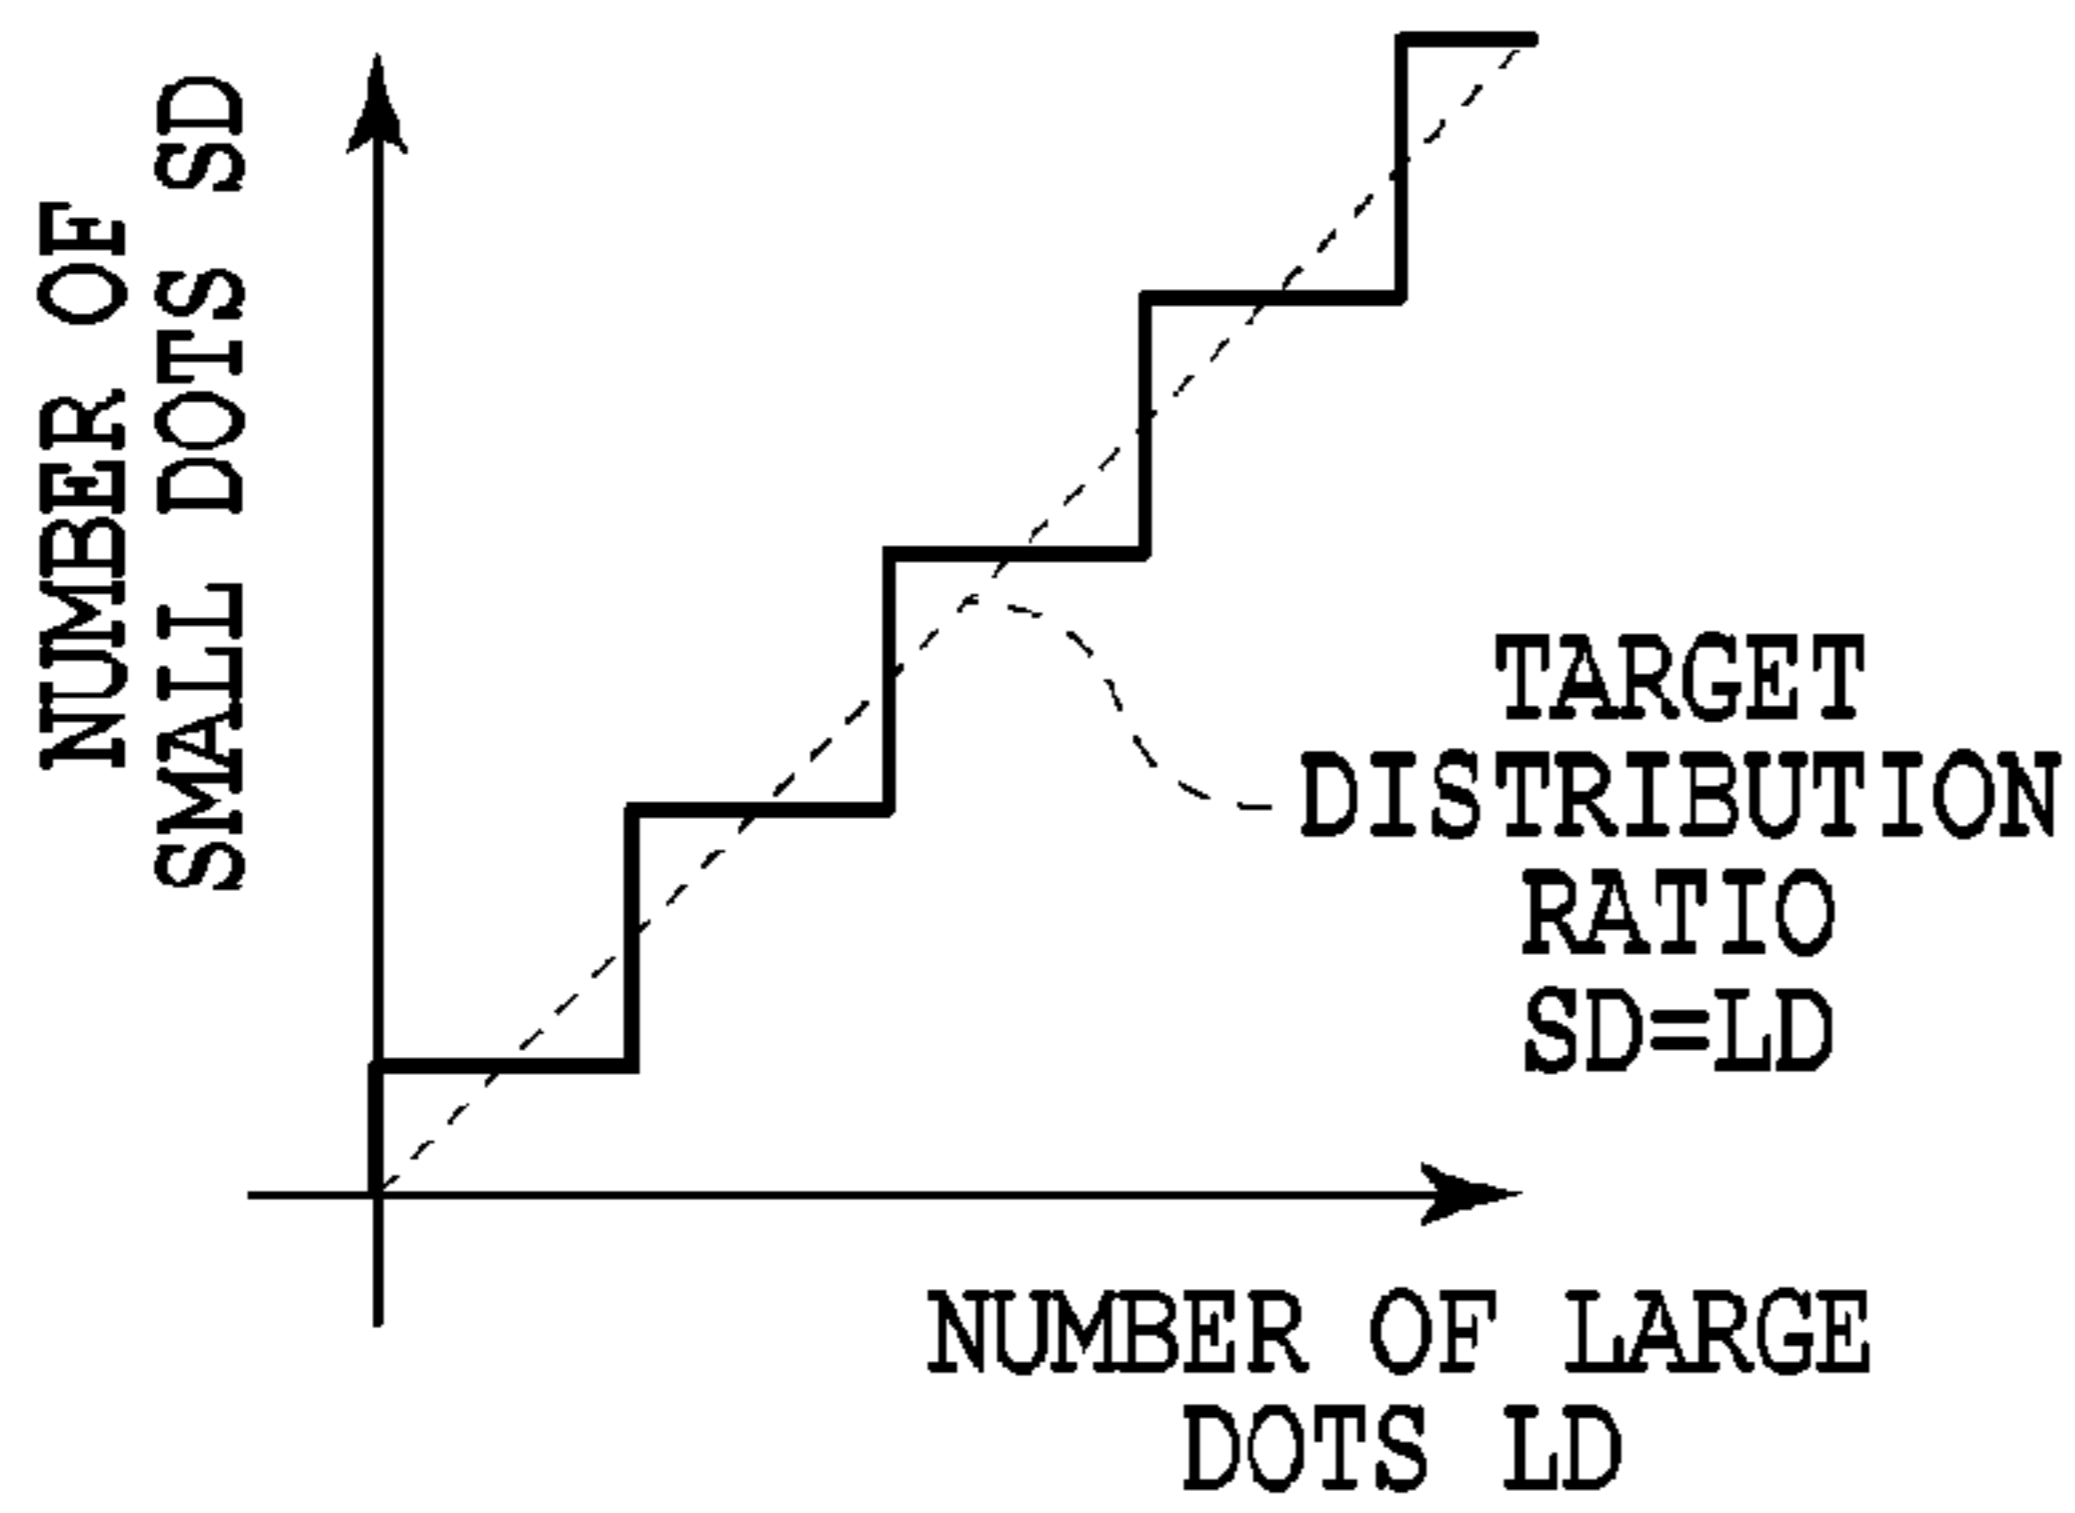 NUMBER OF
SMALL DOTS SD
TARGET
DISTRIBUTION
RATIO
SD=LD
NUMBER OF LARGE
DOTS LD